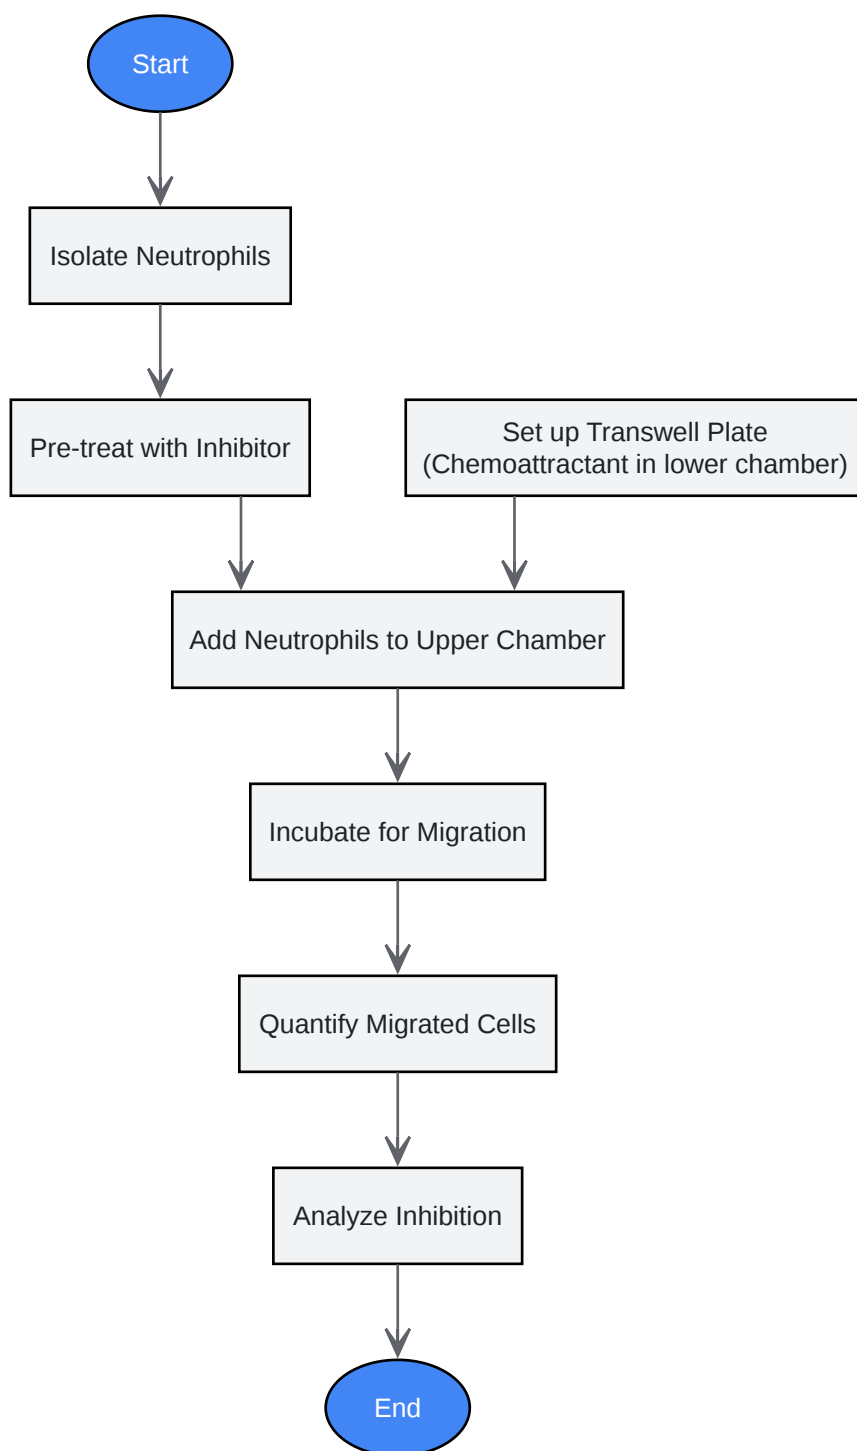 Start
Isolate Neutrophils
Pre-treat with Inhibitor
Set up Transwell Plate
(Chemoattractant in lower chamber)
Add Neutrophils to Upper Chamber
Incubate for Migration
Quantify Migrated Cells
Analyze Inhibition
End